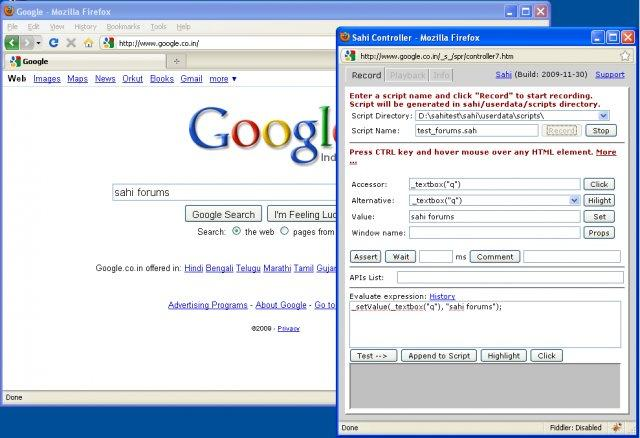 Google - Mozilla Firefox
File Edit View History Bookmarks Tools Help
http://www.google.co.in/
Google
Web Images Maps News Orkut Books Gmail more ▼
Google
sahi forums
Google Search
Search: the web pages from
Google.co.in offered in: Hindi Bengali Telugu Marathi Tamil
Advertising Programs - About Google - Go to
©2009 - Privacy
Done
Sahi Controller - Mozilla Firefox
http://www.google.co.in/_s_/spr/controller7.htm
Record Playback Info Sahi (Build: 2009-11-30) Support
Enter a script name and click "Record" to start recording.
Script will be generated in sahi/userdata/scripts directory.
Script Directory: D:\sahitest\sahi\userdata\scripts\
Script Name: test_forums.sah Record Stop
Press CTRL key and hover mouse over any HTML element. More
...
Accessor: _textbox("q") Click
Alternative: _textbox("q") Hilight
Value: sahi forums Set
Window name: Props
Assert Wait ms Comment
APIs List:
Evaluate expression: History
_setValue(_textbox("q"), "sahi forums");
Test --> Append to Script Highlight Click
Done Fiddler: Disabled